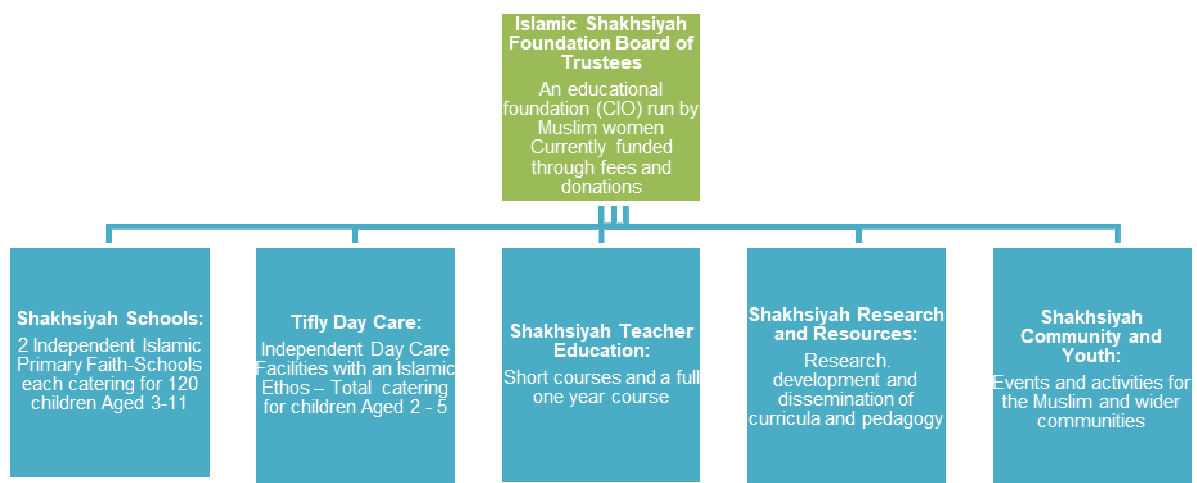 Islamic Shakhsiyah
Foundation Board of
Trustees
An educational
foundation (CIO) run by
Muslim women
Currently funded
through fees and
donations
Shakhsiyah Schools:
2 Independent Islamic
Primary Faith-Schools
each catering for 120
children Aged 3-11
Tifly Day Care:
Independent Day Care
Facilities with an Islamic
Ethos – Total catering
for children Aged 2 - 5
Shakhsiyah Teacher
Education:
Short courses and a full
one year course
Shakhsiyah Research
and Resources:
Research.
development and
dissemination of
curricula and pedagogy
Shakhsiyah
Community and
Youth:
Events and activities for
the Muslim and wider
communities